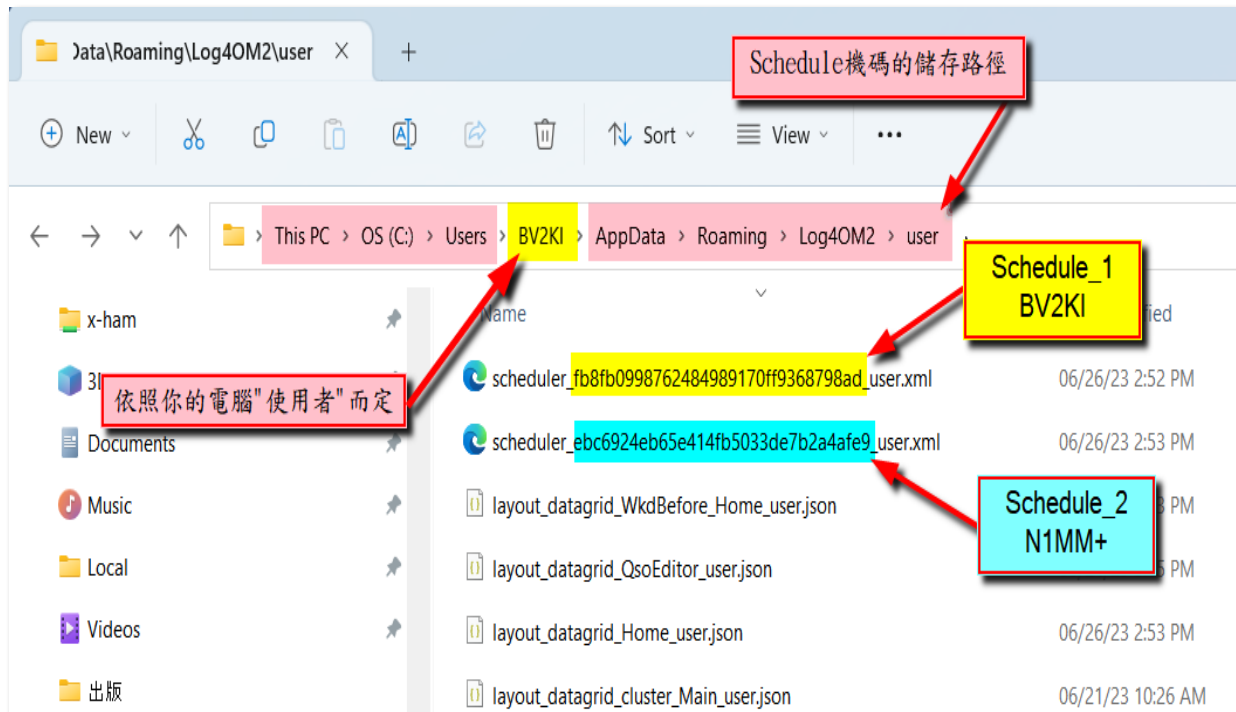 Data\Roaming\Log4OM2\user
Schedule機碼的儲存路徑
New
Sort
View
This PC > OS (C:) > Users > BV2KI > AppData > Roaming > Log4OM2 > user
Schedule_1
BV2KI
x-ham
Name
scheduler_fb8fb0998762484989170ff9368798ad_user.xml
06/26/23 2:52 PM
依照你的電腦"使用者"而定
Documents
scheduler_ebc6924eb65e414fb5033de7b2a4afe9_user.xml
06/26/23 2:53 PM
Music
layout_datagrid_WkdBefore_Home_user.json
PM
Schedule_2
N1MM+
Local
layout_datagrid_QsoEditor_user.json
PM
Videos
layout_datagrid_Home_user.json
06/26/23 2:53 PM
出版
layout_datagrid_cluster_Main_user.json
06/21/23 10:26 AM